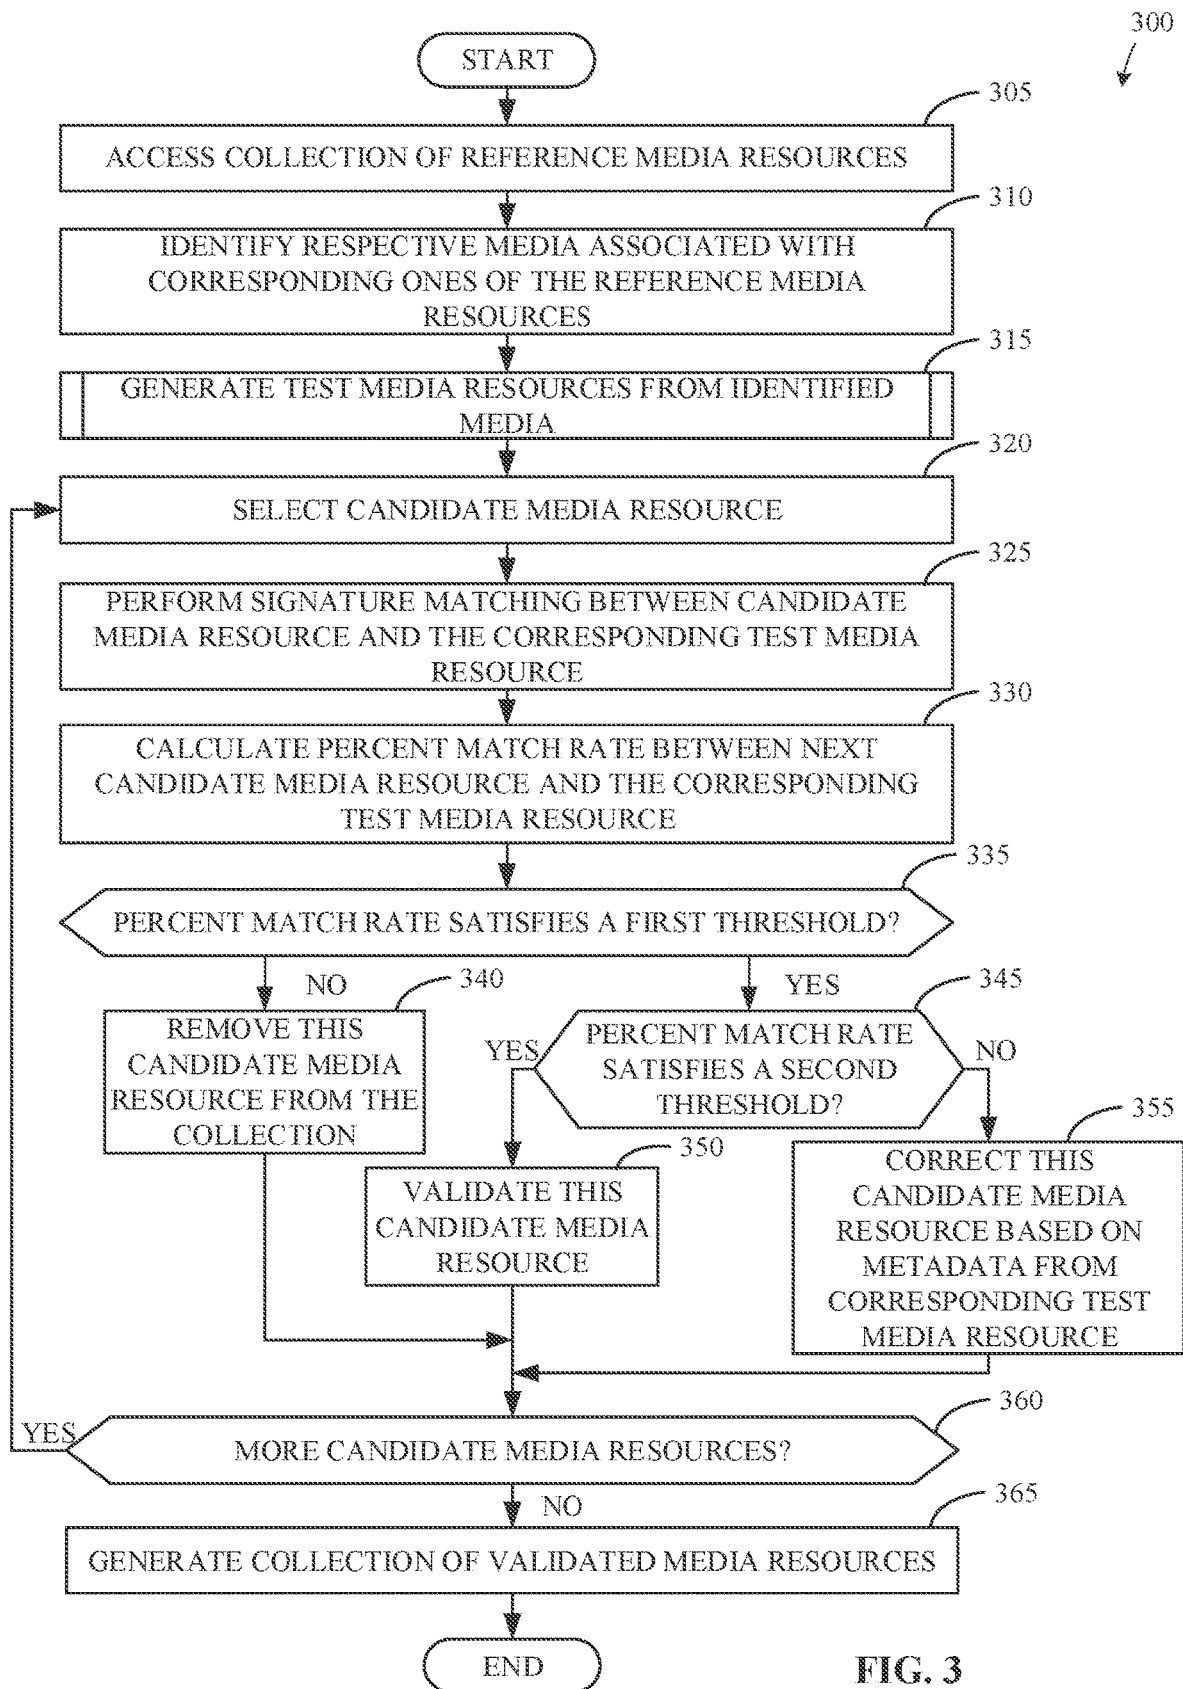 300
START
305
ACCESS COLLECTION OF REFERENCE MEDIA RESOURCES
310
IDENTIFY RESPECTIVE MEDIA ASSOCIATED WITH
CORRESPONDING ONES OF THE REFERENCE MEDIA
RESOURCES
315
GENERATE TEST MEDIA RESOURCES FROM IDENTIFIED
MEDIA
320
SELECT CANDIDATE MEDIA RESOURCE
325
PERFORM SIGNATURE MATCHING BETWEEN CANDIDATE
MEDIA RESOURCE AND THE CORRESPONDING TEST MEDIA
RESOURCE
330
CALCULATE PERCENT MATCH RATE BETWEEN NEXT
CANDIDATE MEDIA RESOURCE AND THE CORRESPONDING
TEST MEDIA RESOURCE
335
PERCENT MATCH RATE SATISFIES A FIRST THRESHOLD?
NO
340
REMOVE THIS
CANDIDATE MEDIA
RESOURCE FROM THE
COLLECTION
YES
345
PERCENT MATCH RATE
SATISFIES A SECOND
THRESHOLD?
YES
NO
350
VALIDATE THIS
CANDIDATE MEDIA
RESOURCE
355
CORRECT THIS
CANDIDATE MEDIA
RESOURCE BASED ON
METADATA FROM
CORRESPONDING TEST
MEDIA RESOURCE
360
YES
MORE CANDIDATE MEDIA RESOURCES?
NO
365
GENERATE COLLECTION OF VALIDATED MEDIA RESOURCES
END
FIG. 3